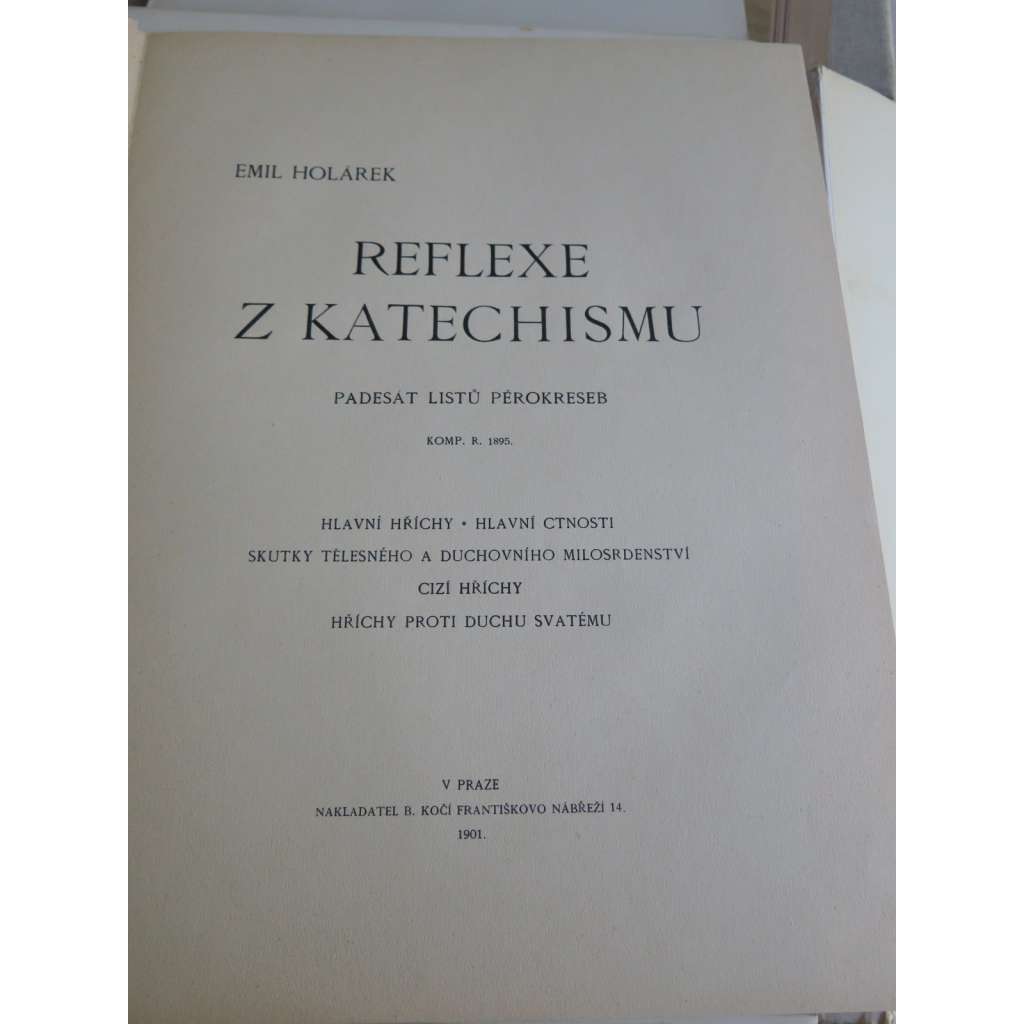 EMIL HOLÁREK
REFLEXE
Z KATECHISMU
PADESÁT LISTŮ PÉROKRESEB
KOMP. R. 1895.
HLAVNÍ HŘÍCHY • HLAVNÍ CTNOSTI
SKUTKY TĚLESNÉHO A DUCHOVNÍHO MILOSRDENSTVÍ
CIZÍ HŘÍCHY
HŘÍCHY PROTI DUCHU SVATÉMU
V PRAZE
NAKLADATEL B. KOČÍ FRANTIŠKOVO NÁBŘEŽÍ 14.
1901.